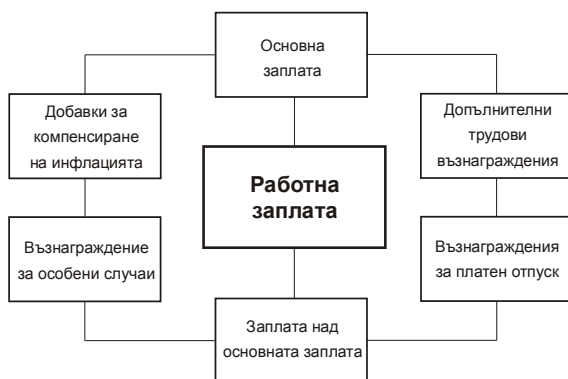 Основна
заплата
Добавки за
компенсиране
на инфлацията
Допълнителни
трудови
възнаграждения
Работна
заплата
Възнаграждение
за особени случаи
Възнаграждения
за платен отпуск
Заплата над
основната заплата